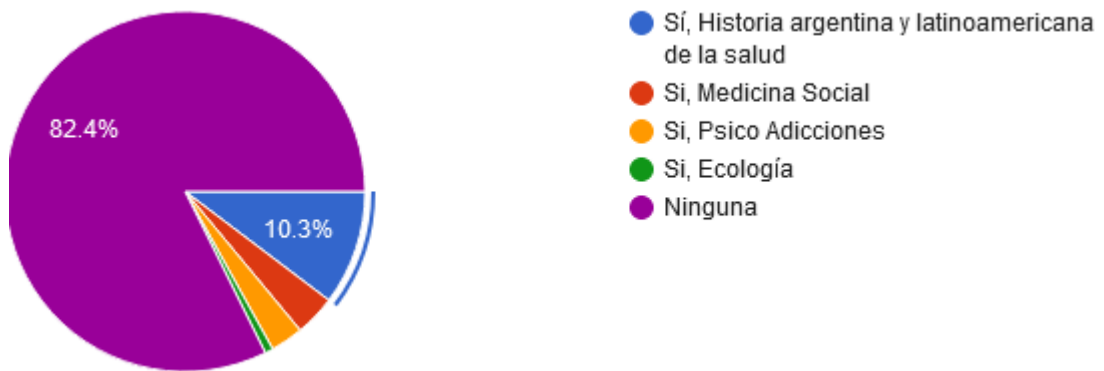 82.4%
10.3%
Sí, Historia argentina y latinoamericana
de la salud
Si, Medicina Social
Si, Psico Adicciones
Si, Ecología
Ninguna